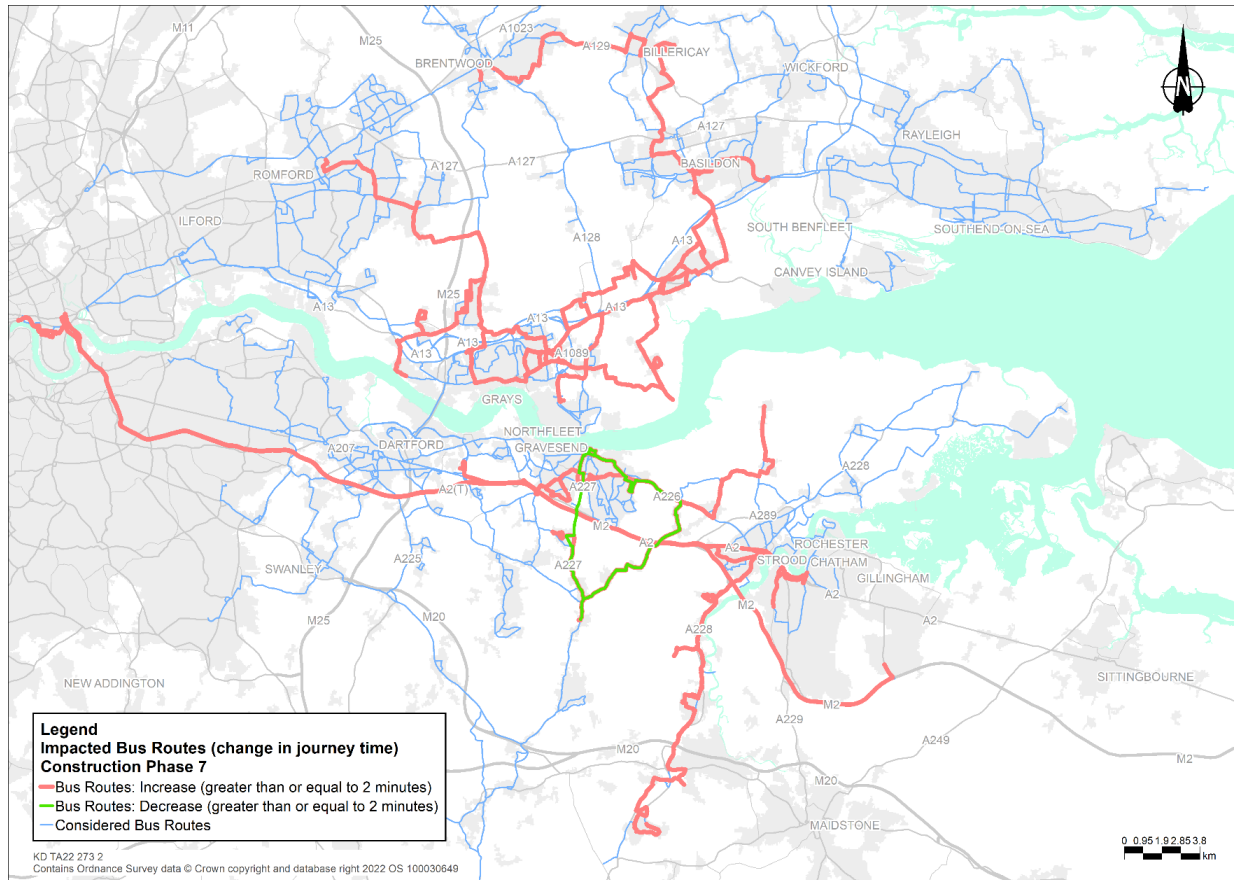 M11
M25
A1023
A129
BILLERICAY
BRENTWOOD
WICKFORD
N
A127
RAYLEIGH
A127
A127
BASILDON
ROMFORD
ILFORD
SOUTH BENFLEET
SOUTHEND-ON-SEA
A128
A13
CANVEY ISLAND
M25
A13
A13
A13
A13
A13
A1089
GRAYS
NORTHFLEET
GRAVESEND
DARTFORD
A207
A228
A2(T)
A227
A226
A289
M2
A2
A2
ROCHESTER
STROOD
CHATHAM
GILLINGHAM
A225
A227
SWANLEY
M2
A2
A2
M25
M20
A228
SITTINGBOURNE
NEW ADDINGTON
M2
A229
A249
M20
M2
M20
MAIDSTONE
Legend
Impacted Bus Routes (change in journey time)
Construction Phase 7
Bus Routes: Increase (greater than or equal to 2 minutes)
Bus Routes: Decrease (greater than or equal to 2 minutes)
Considered Bus Routes
0 0.95 1.9 2.85 3.8
km
KD TA22 273 2
Contains Ordnance Survey data © Crown copyright and database right 2022 OS 100030649